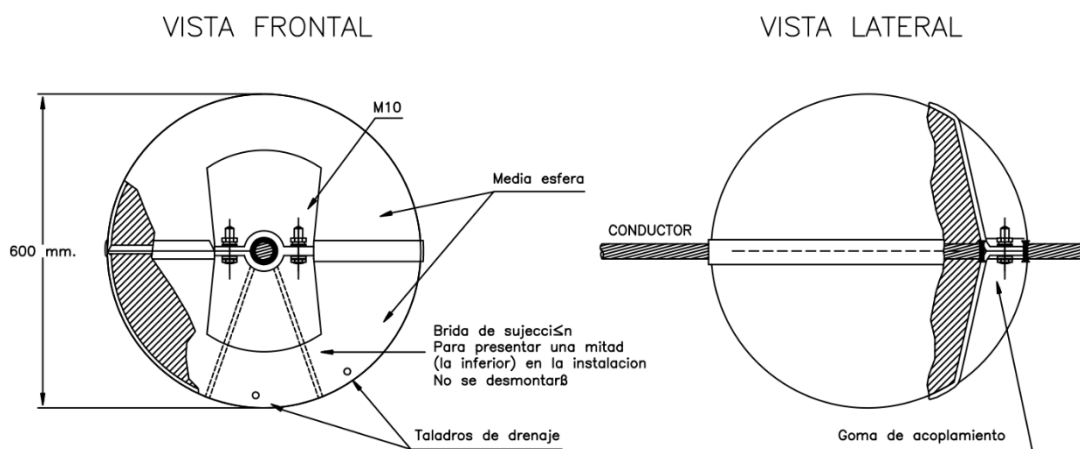 VISTA FRONTAL
VISTA LATERAL
M10
Media esfera
600 mm.
CONDUCTOR
Brida de sujecci≤n
Para presentar una mitad
(la inferior) en la instalacion
No se desmontarß
Taladros de drenaje
Goma de acoplamiento